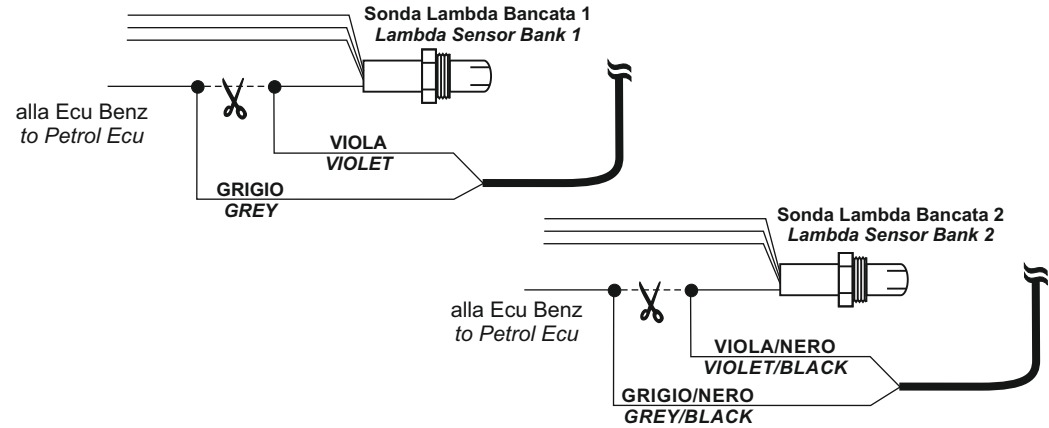 Sonda Lambda Bancata 1
Lambda Sensor Bank 1
alla Ecu Benz
to Petrol Ecu
VIOLA
VIOLET
GRIGIO
GREY
Sonda Lambda Bancata 2
Lambda Sensor Bank 2
alla Ecu Benz
to Petrol Ecu
VIOLA/NERO
VIOLET/BLACK
GRIGIO/NERO
GREY/BLACK